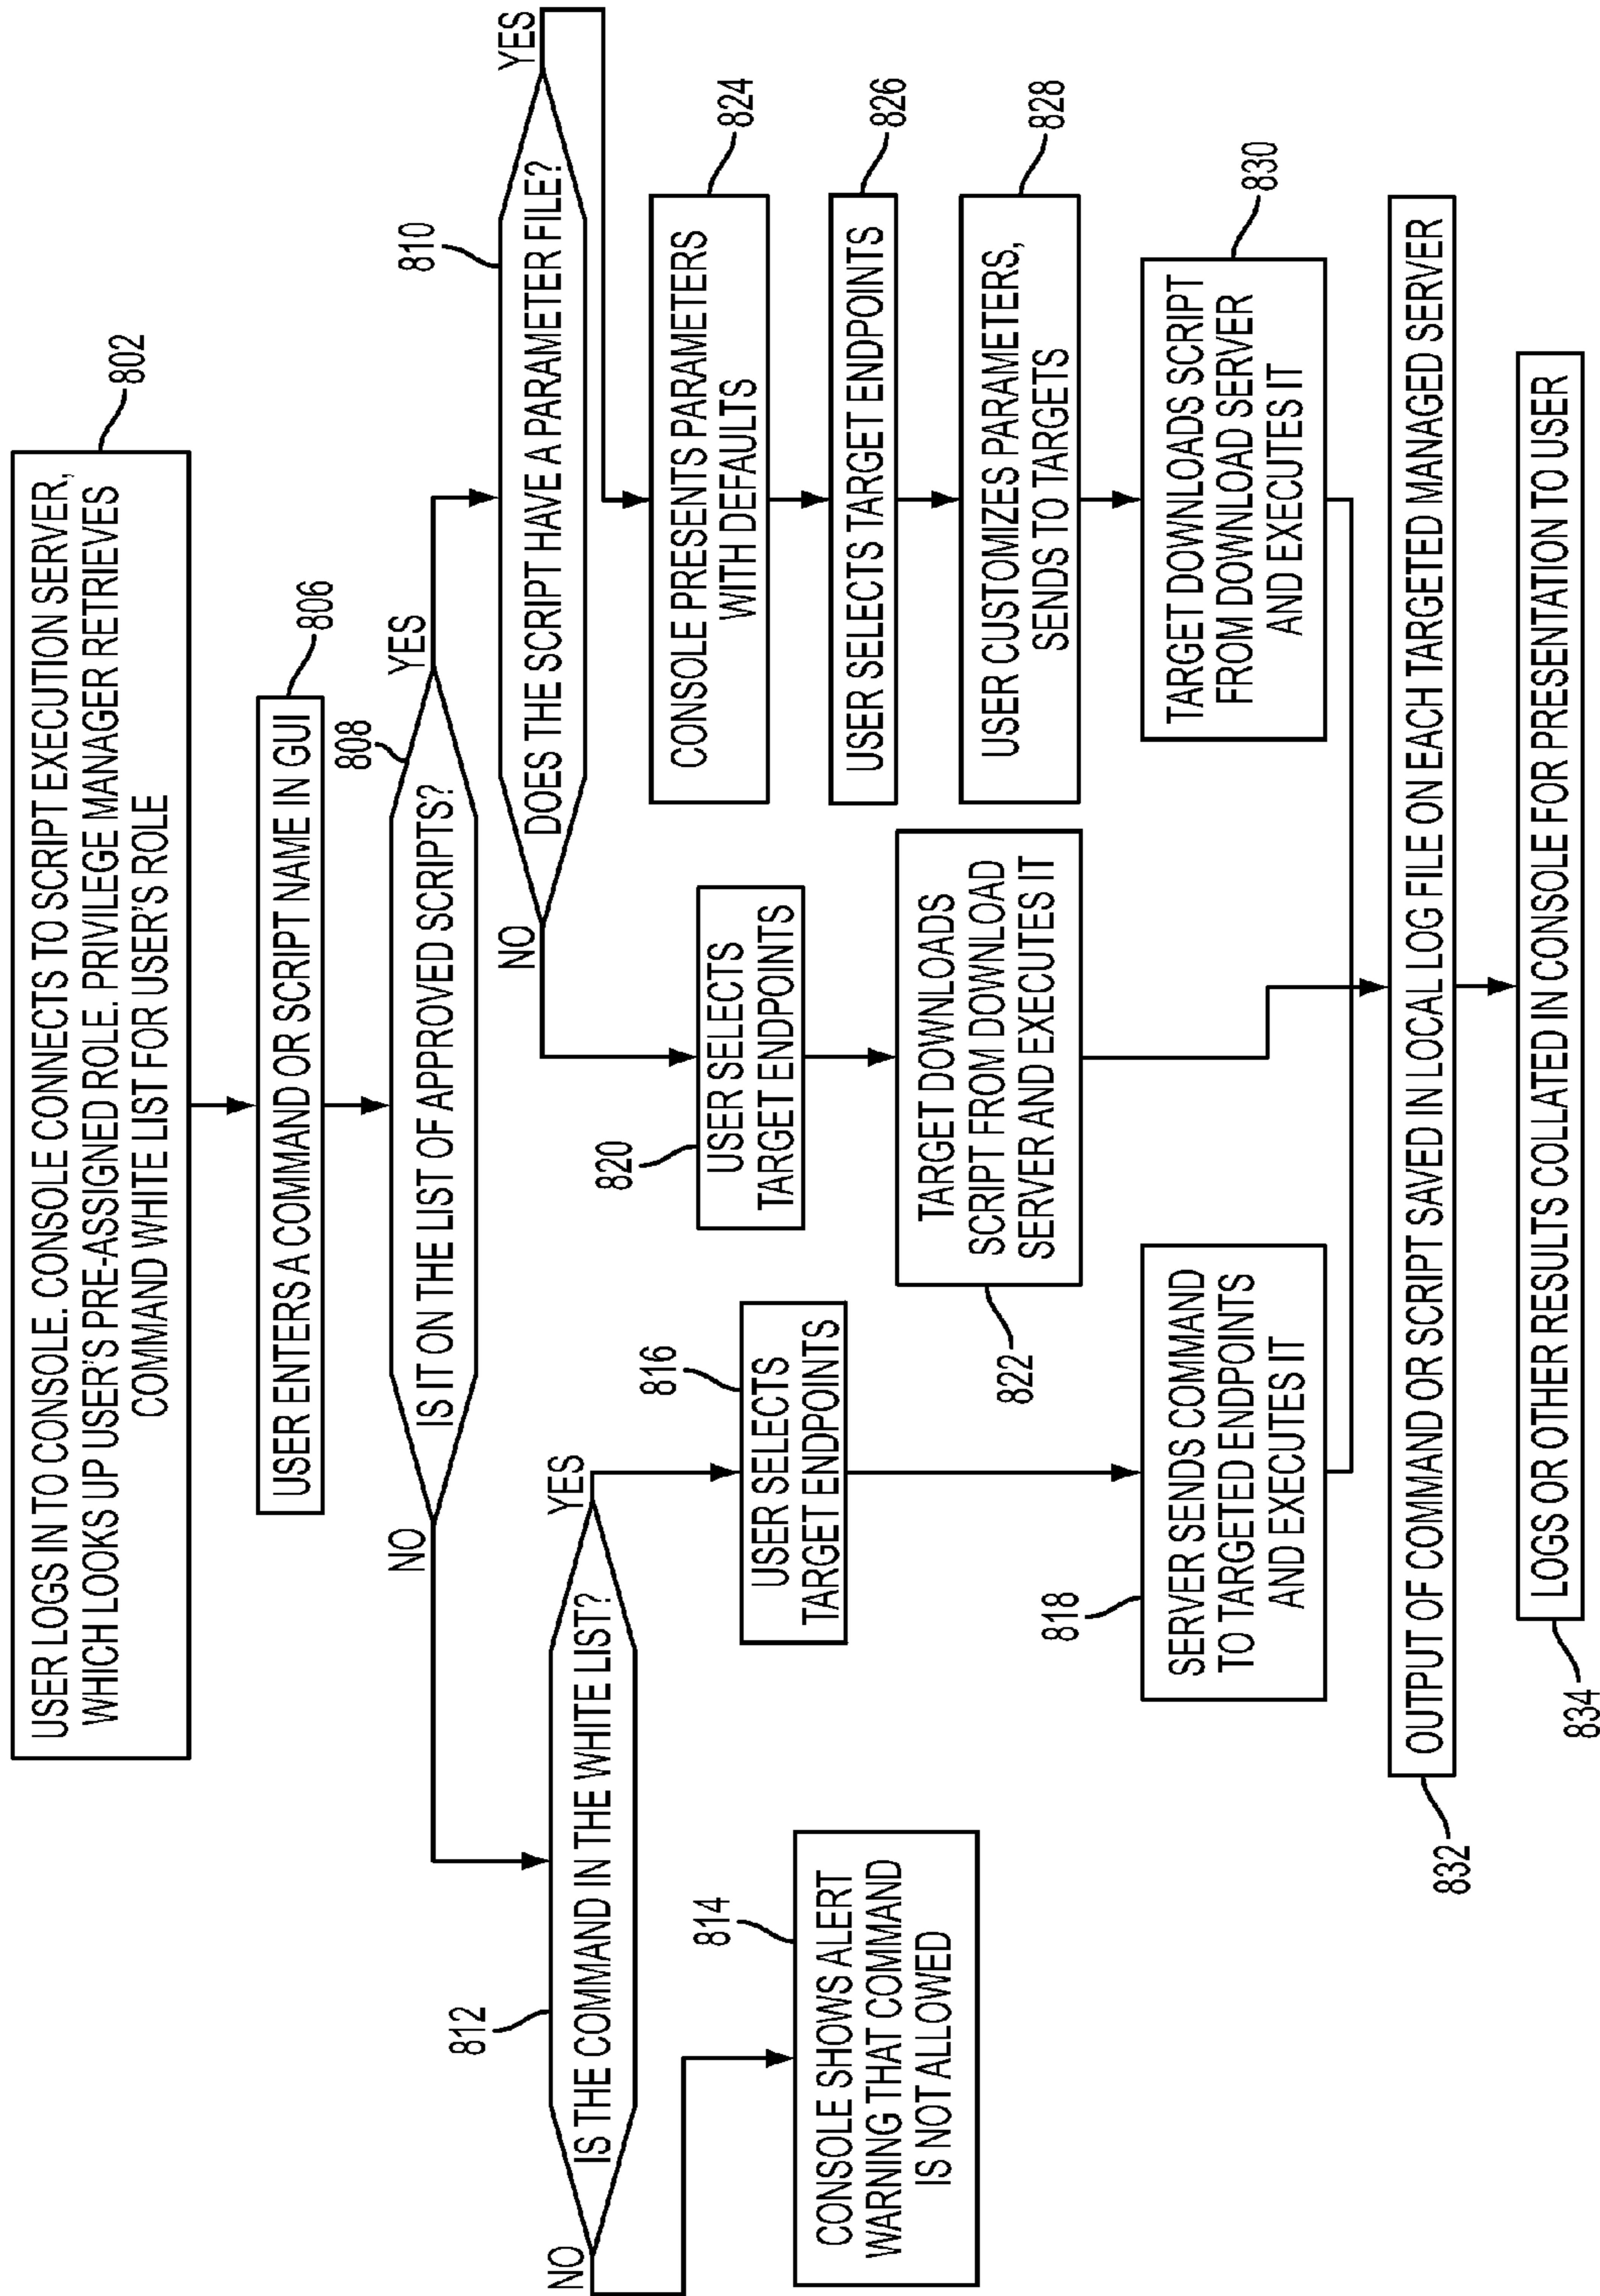 USER LOGS IN TO CONSOLE. CONSOLE CONNECTS TO SCRIPT EXECUTION SERVER,
WHICH LOOKS UP USER'S PRE-ASSIGNED ROLE. PRIVILEGE MANAGER RETRIEVES
COMMAND WHITE LIST FOR USER'S ROLE
802
USER ENTERS A COMMAND OR SCRIPT NAME IN GUI
806
808
IS IT ON THE LIST OF APPROVED SCRIPTS?
NO
YES
810
DOES THE SCRIPT HAVE A PARAMETER FILE?
NO
YES
812
IS THE COMMAND IN THE WHITE LIST?
NO
YES
814
CONSOLE SHOWS ALERT
WARNING THAT COMMAND
IS NOT ALLOWED
816
USER SELECTS
TARGET ENDPOINTS
818
SERVER SENDS COMMAND
TO TARGETED ENDPOINTS
AND EXECUTES IT
820
USER SELECTS
TARGET ENDPOINTS
TARGET DOWNLOADS
SCRIPT FROM DOWNLOAD
SERVER AND EXECUTES IT
822
CONSOLE PRESENTS PARAMETERS
WITH DEFAULTS
824
USER SELECTS TARGET ENDPOINTS
826
USER CUSTOMIZES PARAMETERS,
SENDS TO TARGETS
828
TARGET DOWNLOADS SCRIPT
FROM DOWNLOAD SERVER
AND EXECUTES IT
830
OUTPUT OF COMMAND OR SCRIPT SAVED IN LOCAL LOG FILE ON EACH TARGETED MANAGED SERVER
832
LOGS OR OTHER RESULTS COLLATED IN CONSOLE FOR PRESENTATION TO USER
834